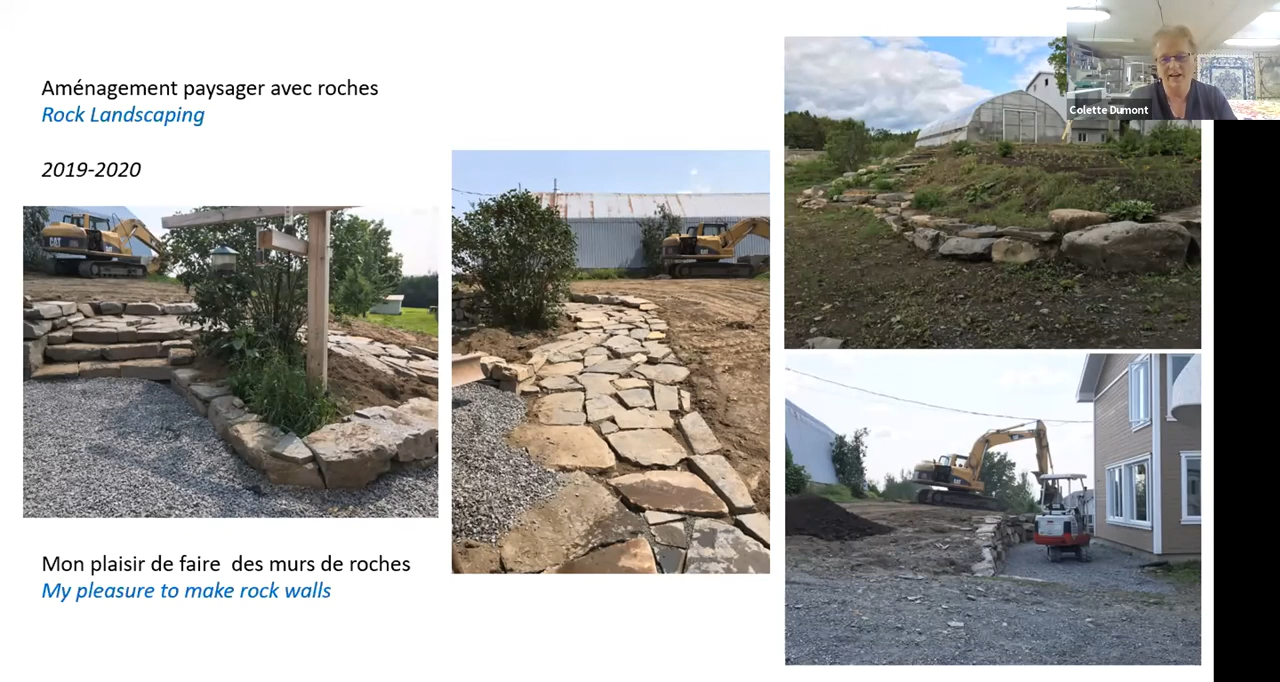 Aménagement paysager avec roches
Rock Landscaping
2019-2020
Mon plaisir de faire  des murs de roches
My pleasure to make rock walls
Colette Dumont
CAT